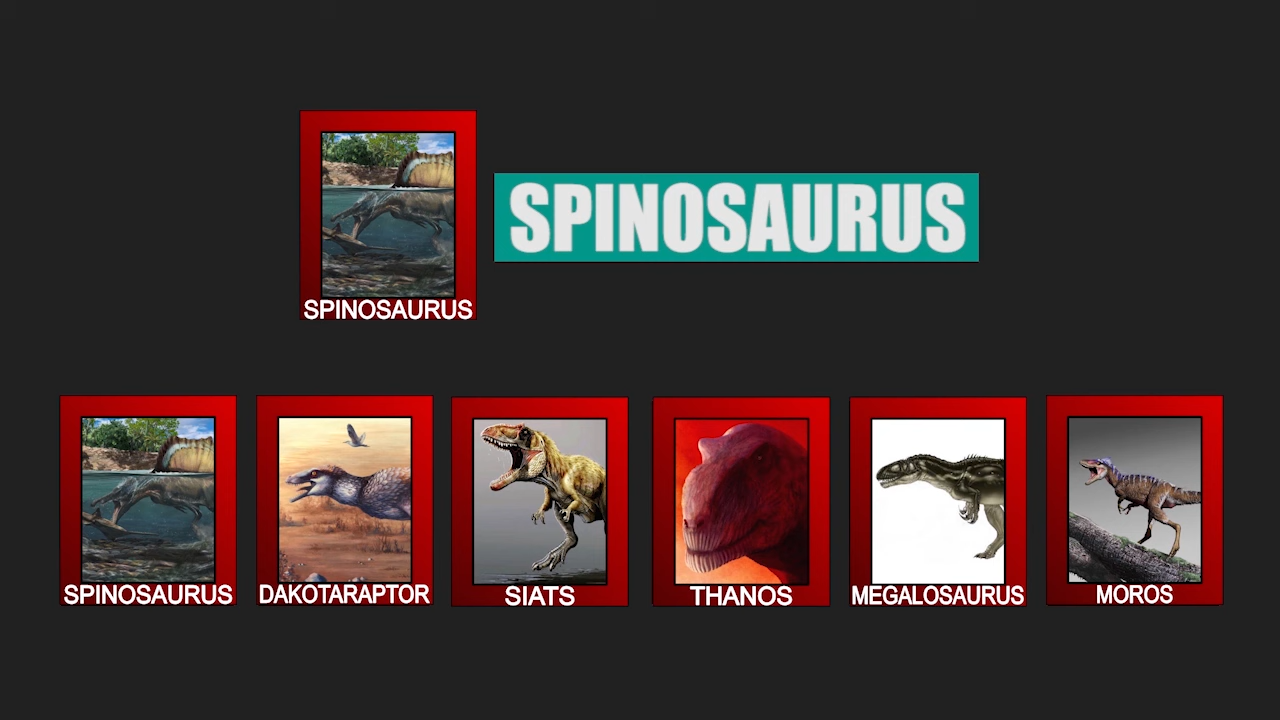 SPINOSAURUS
SPINOSAURUS
SPINOSAURUS
DAKOTARAPTOR
SIATS
THANOS
MEGALOSAURUS
MOROS